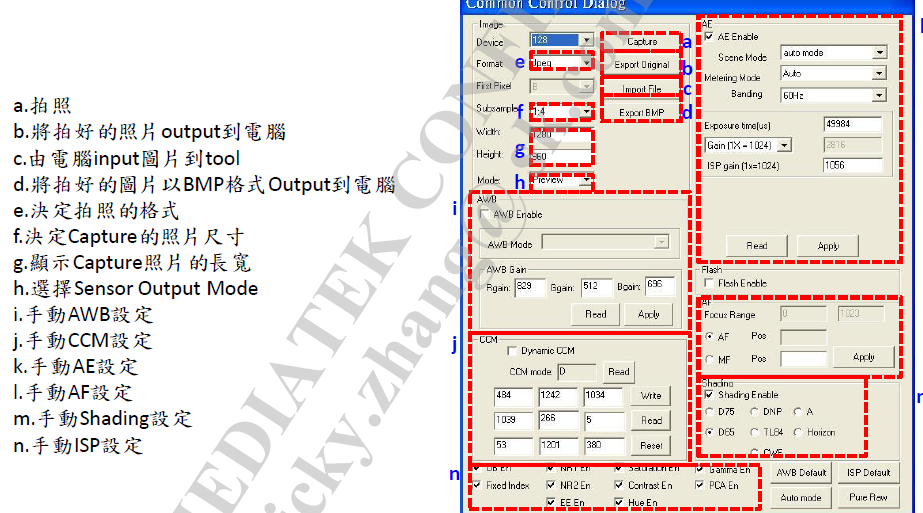 a.拍照
b.將拍好的照片output到電腦
c.由電腦input圖片到tool
d.將拍好的圖片以BMP格式Output到電腦
e.決定拍照的格式
f.決定Capture的照片尺寸
g.顯示Capture照片的長寬
h.選擇Sensor Output Mode
i.手動AWB設定
j.手動CCM設定
k.手動AE設定
l.手動AF設定
m.手動Shading設定
n.手動ISP設定
Common Control Dialog
Image
Device 128 Capture a
Format e Jpeg Export Original b
First Pixel B Import File c
Subsample f 1:4 Export BMP d
Width: 1280
g
Height: 960
Mode: h Preview
i
AWB
AWB Enable
AWB Mode
AWB Gain
Rgain: 829 Ggain: 512 Bgain: 696
Read Apply
j
CCM
Dynamic CCM
CCM mode D Read
484 1242 1034 Write
1039 266 5 Read
53 1201 380 Reset
AE
AE Enable
Scene Mode auto mode
Metering Mode Auto
Banding 60Hz
Exposure time(us) 49984
Gain (1X = 1024) 2816
ISP gain (1x=1024) 1056
Read Apply
Flash
Flash Enable
AF
Focus Range 0 1023
AF Pos
MF Pos Apply
Shading
Shading Enable
D75 DNP A
D65 TL84 Horizon
CWF
n
OB En NR1 En Saturation En Gamma En AWB Default ISP Default
Fixed Index NR2 En Contrast En PCA En
EE En Hue En Auto mode Pure Raw
MEDIATEK CONFI